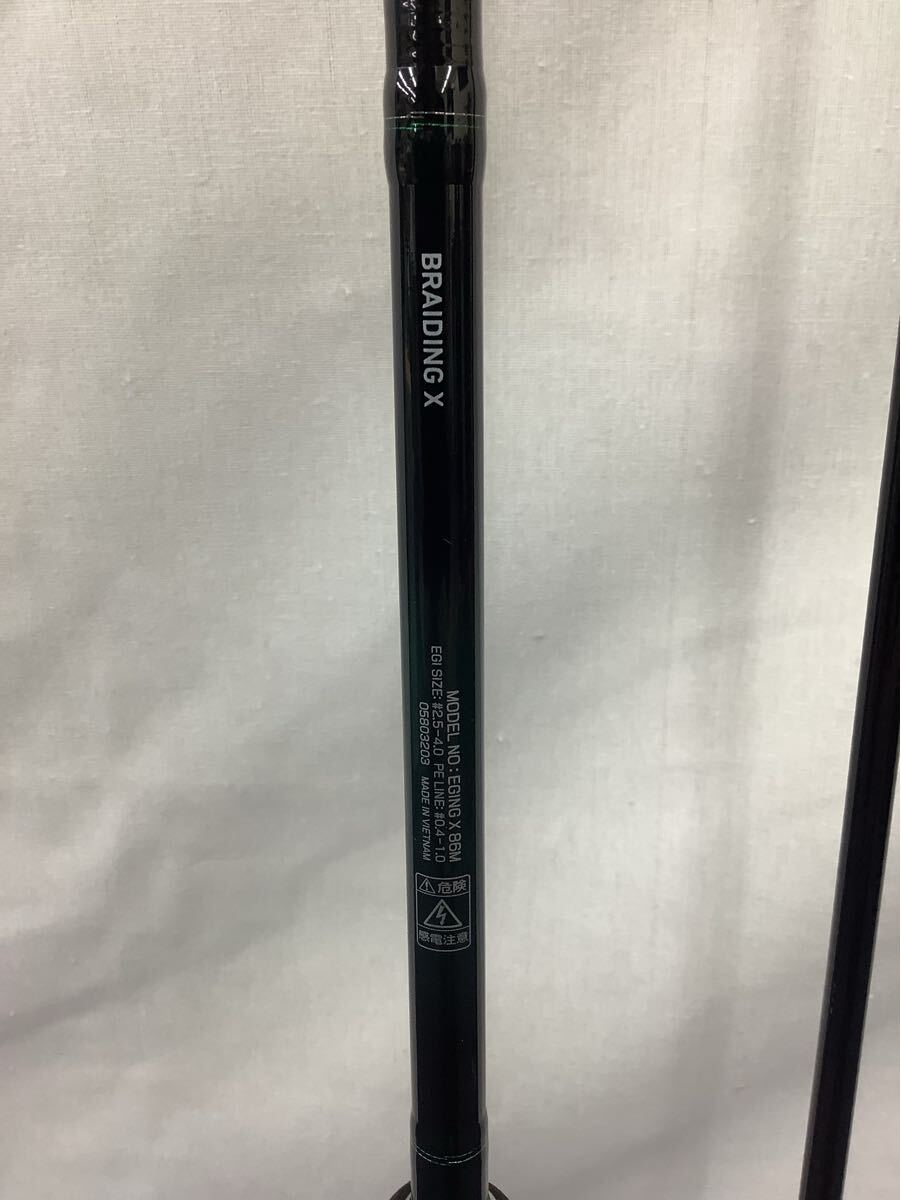 BRAIDING X
MODEL NO : EGING X 86M
EGI SIZE: #2.5-4.0 PE LINE: #0.4-1.0
05803203 MADE IN VIETNAM
危険
感電注意